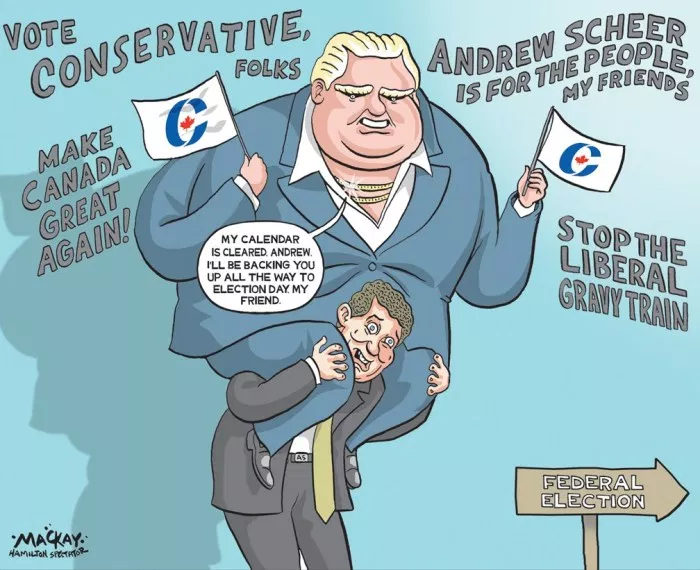 VOTE
CONSERVATIVE,
FOLKS
ANDREW SCHEER
IS FOR THE PEOPLE,
MY FRIENDS
MAKE
CANADA
GREAT
AGAIN!
STOP THE
LIBERAL
GRAVY TRAIN
MY CALENDAR
IS CLEARED, ANDREW.
I'LL BE BACKING YOU
UP ALL THE WAY TO
ELECTION DAY, MY
FRIEND.
AS
FEDERAL
ELECTION
MACKAY
HAMILTON SPECTATOR